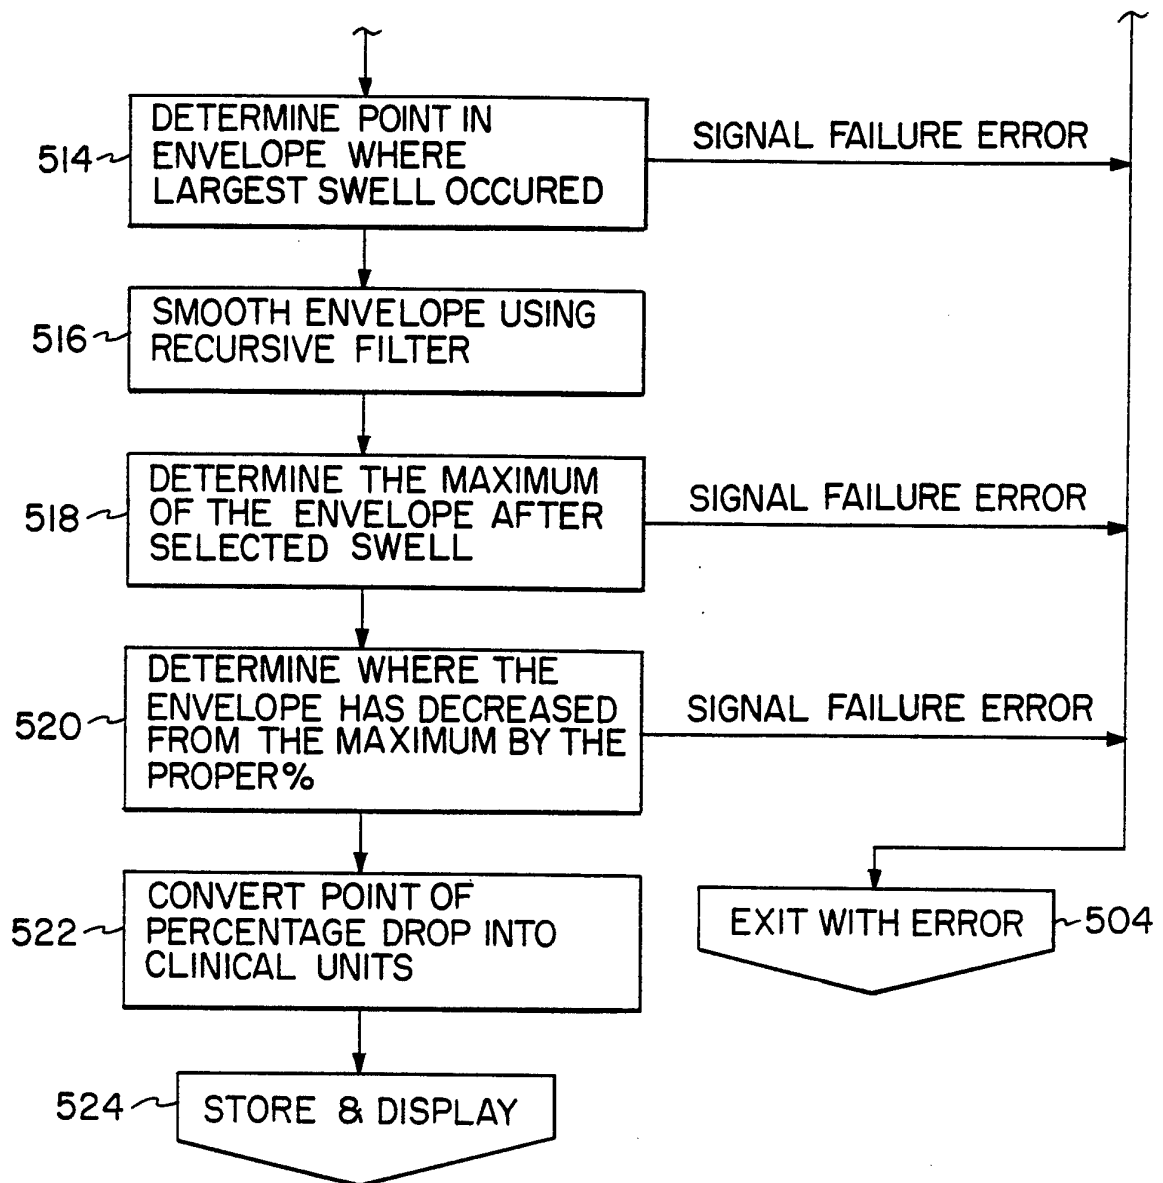 DETERMINE POINT IN
ENVELOPE WHERE
LARGEST SWELL OCCURED
514
SIGNAL FAILURE ERROR
SMOOTH ENVELOPE USING
RECURSIVE FILTER
516
DETERMINE THE MAXIMUM
OF THE ENVELOPE AFTER
SELECTED SWELL
518
SIGNAL FAILURE ERROR
DETERMINE WHERE THE
ENVELOPE HAS DECREASED
FROM THE MAXIMUM BY THE
PROPER%
520
SIGNAL FAILURE ERROR
CONVERT POINT OF
PERCENTAGE DROP INTO
CLINICAL UNITS
522
EXIT WITH ERROR
504
STORE & DISPLAY
524